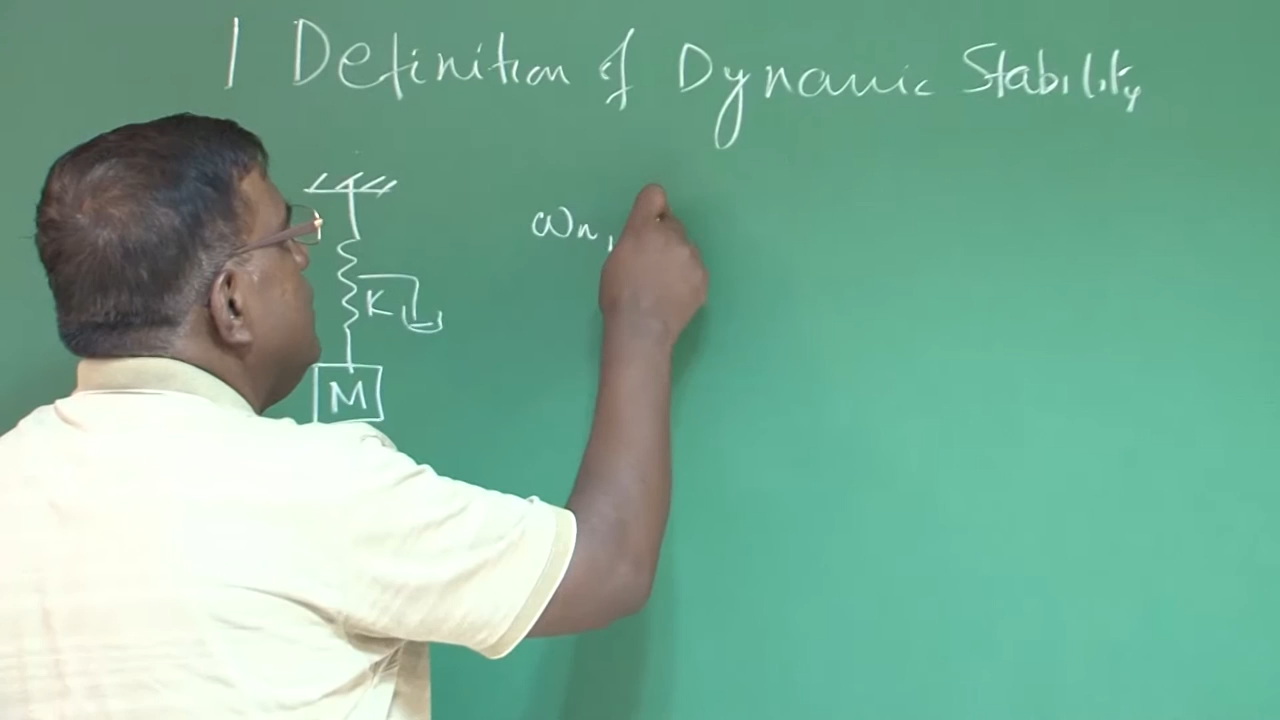 1 Definition of Dynamic Stability
ωn,
K
M